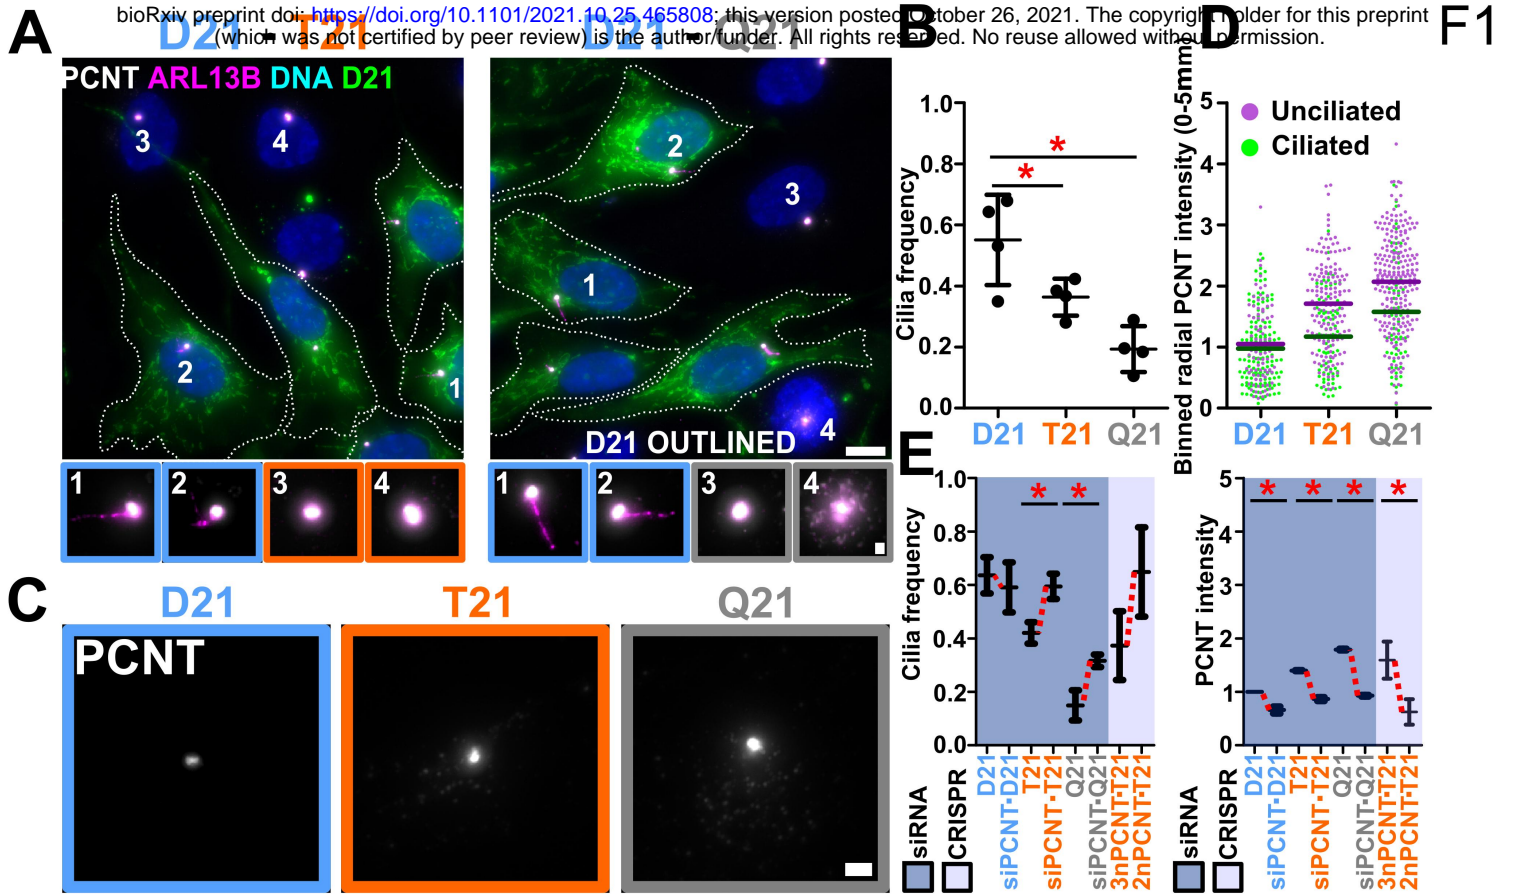 bioRxiv preprint doi: https://doi.org/10.1101/2021.10.25.465808; this version posted October 26, 2021. The copyright holder for this preprint
(which was not certified by peer review) is the author/funder. All rights reserved. No reuse allowed without permission.
F1
A
D21 - T21
D21 - Q21
PCNT ARL13B DNA D21
3
4
2
1
2
3
1
4
D21 OUTLINED
1
2
3
4
1
2
3
4
B
Cilia frequency
1.0
0.8
0.6
0.4
0.2
0.0
*
*
D21
T21
Q21
C
D21
T21
Q21
PCNT
D
Binned radial PCNT intensity (0-5mm)
5
4
3
2
1
0
Unciliated
Ciliated
D21
T21
Q21
E
Cilia frequency
1.0
0.8
0.6
0.4
0.2
0.0
* *
D21
siPCNT·D21
T21
siPCNT·T21
Q21
siPCNT·Q21
3nPCNT·T21
2nPCNT·T21
siRNA
CRISPR
PCNT intensity
5
4
3
2
1
0
* * * *
D21
siPCNT·D21
T21
siPCNT·T21
Q21
siPCNT·Q21
3nPCNT·T21
2nPCNT·T21
siRNA
CRISPR